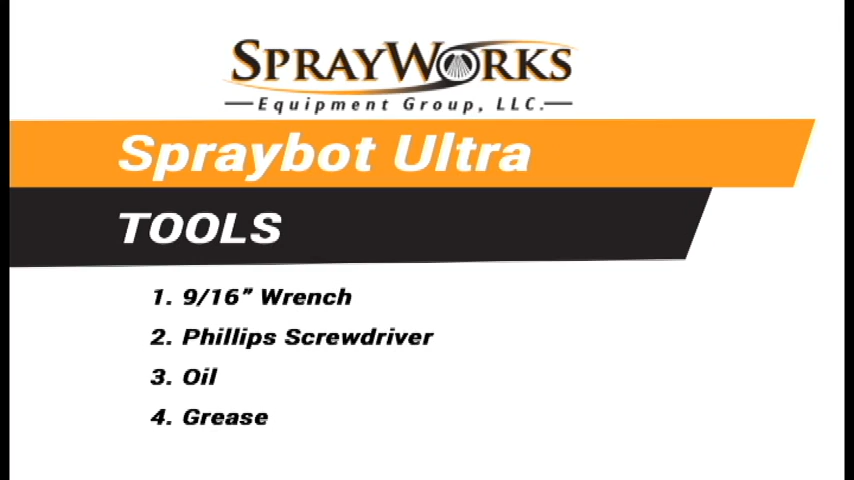 SPRAYWORKS
Equipment Group, LLC.
Spraybot Ultra
TOOLS
1. 9/16” Wrench
2. Phillips Screwdriver
3. Oil
4. Grease